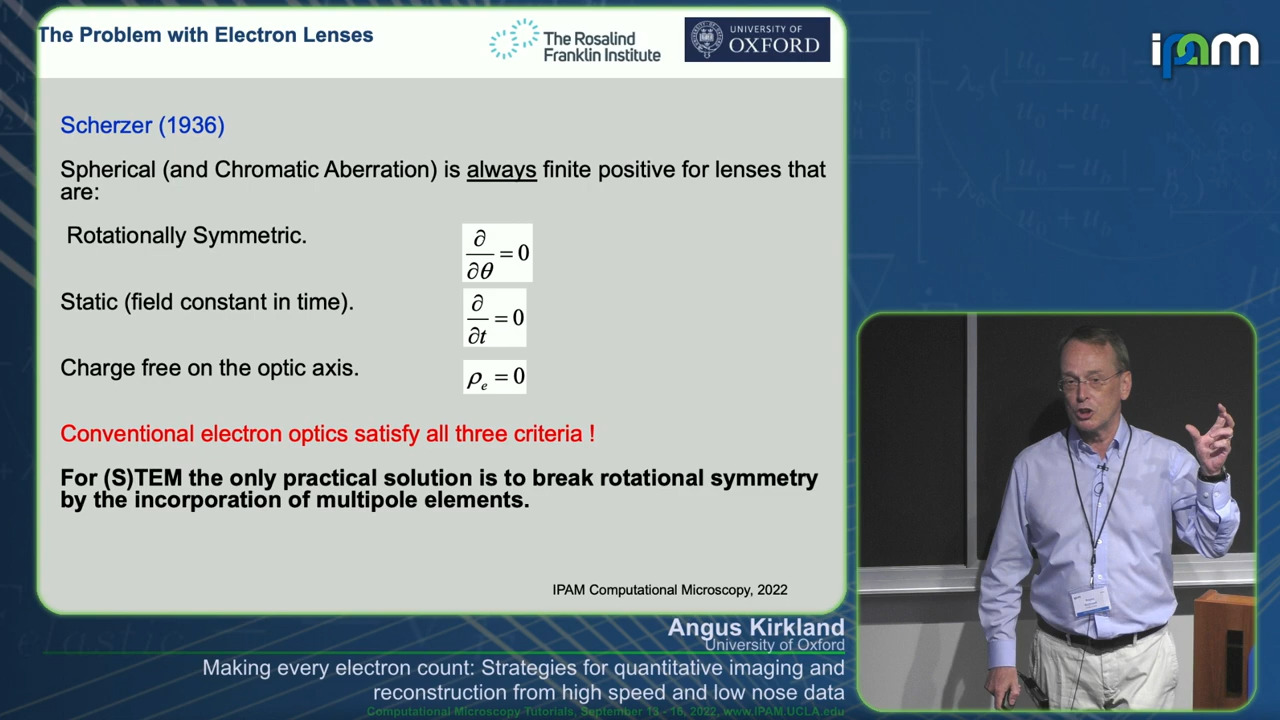 The Problem with Electron Lenses
The Rosalind
Franklin Institute
UNIVERSITY OF
OXFORD
ipam
Scherzer (1936)
Spherical (and Chromatic Aberration) is always finite positive for lenses that
are:
Rotationally Symmetric.
∂/∂θ = 0
Static (field constant in time).
∂/∂t = 0
Charge free on the optic axis.
ρe = 0
Conventional electron optics satisfy all three criteria !
For (S)TEM the only practical solution is to break rotational symmetry
by the incorporation of multipole elements.
IPAM Computational Microscopy, 2022
Angus Kirkland
University of Oxford
Making every electron count: Strategies for quantitative imaging and
reconstruction from high speed and low nose data
Computational Microscopy Tutorials, September 13 - 16, 2022, www.IPAM.UCLA.edu